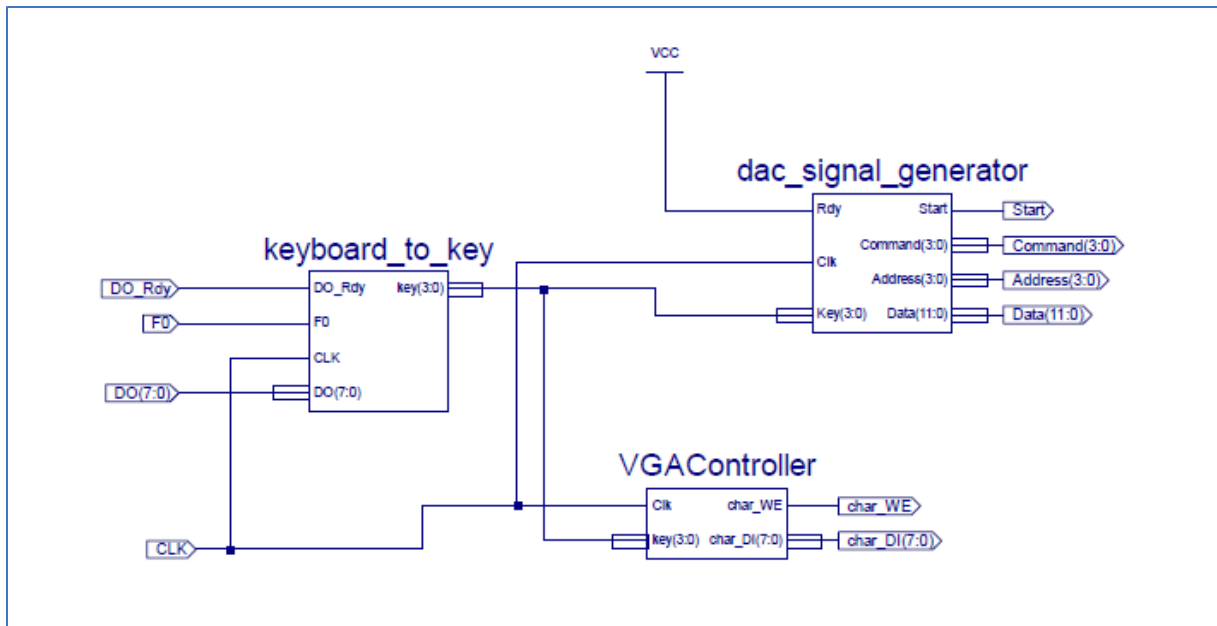 VCC
dac_signal_generator
Rdy
Start
Start
Command(3:0)
Command(3:0)
Clk
Address(3:0)
Address(3:0)
Key(3:0)
Data(11:0)
Data(11:0)
keyboard_to_key
DO_Rdy
DO_Rdy
key(3:0)
F0
F0
CLK
DO(7:0)
DO(7:0)
VGAController
Clk
char_WE
char_WE
CLK
key(3:0)
char_DI(7:0)
char_DI(7:0)